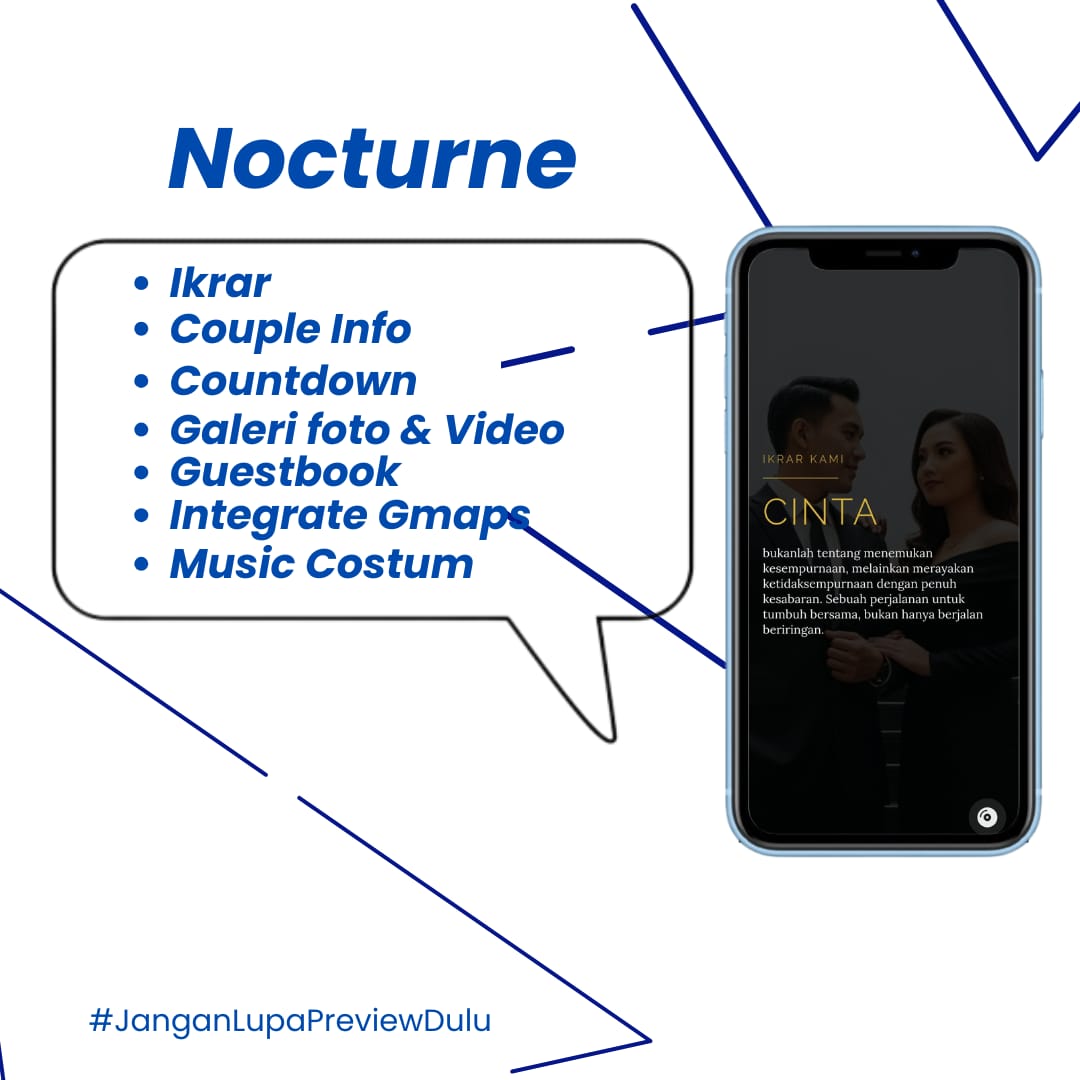 Nocturne
Ikrar
Couple Info
Countdown
Galeri foto & Video
Guestbook
Integrate Gmaps
Music Costum
IKRAR KAMI
CINTA
bukanlah tentang menemukan
kesempurnaan, melainkan merayakan
ketidaksempurnaan dengan penuh
kesabaran. Sebuah perjalanan untuk
tumbuh bersama, bukan hanya berjalan
beriringan.
#JanganLupaPreviewDulu